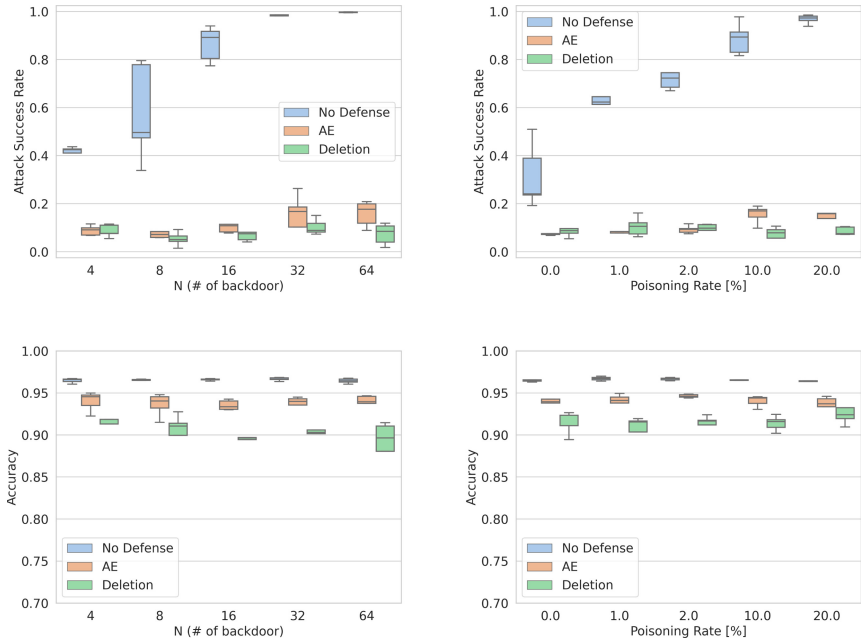 1.0
0.8
0.6
0.4
0.2
0.0
Attack Success Rate
No Defense
AE
Deletion
4 8 16 32 64
N (# of backdoor)
1.0
0.8
0.6
0.4
0.2
0.0
Attack Success Rate
No Defense
AE
Deletion
0.0 1.0 2.0 10.0 20.0
Poisoning Rate [%]
1.00
0.95
0.90
0.85
0.80
0.75
0.70
Accuracy
No Defense
AE
Deletion
4 8 16 32 64
N (# of backdoor)
1.00
0.95
0.90
0.85
0.80
0.75
0.70
Accuracy
No Defense
AE
Deletion
0.0 1.0 2.0 10.0 20.0
Poisoning Rate [%]